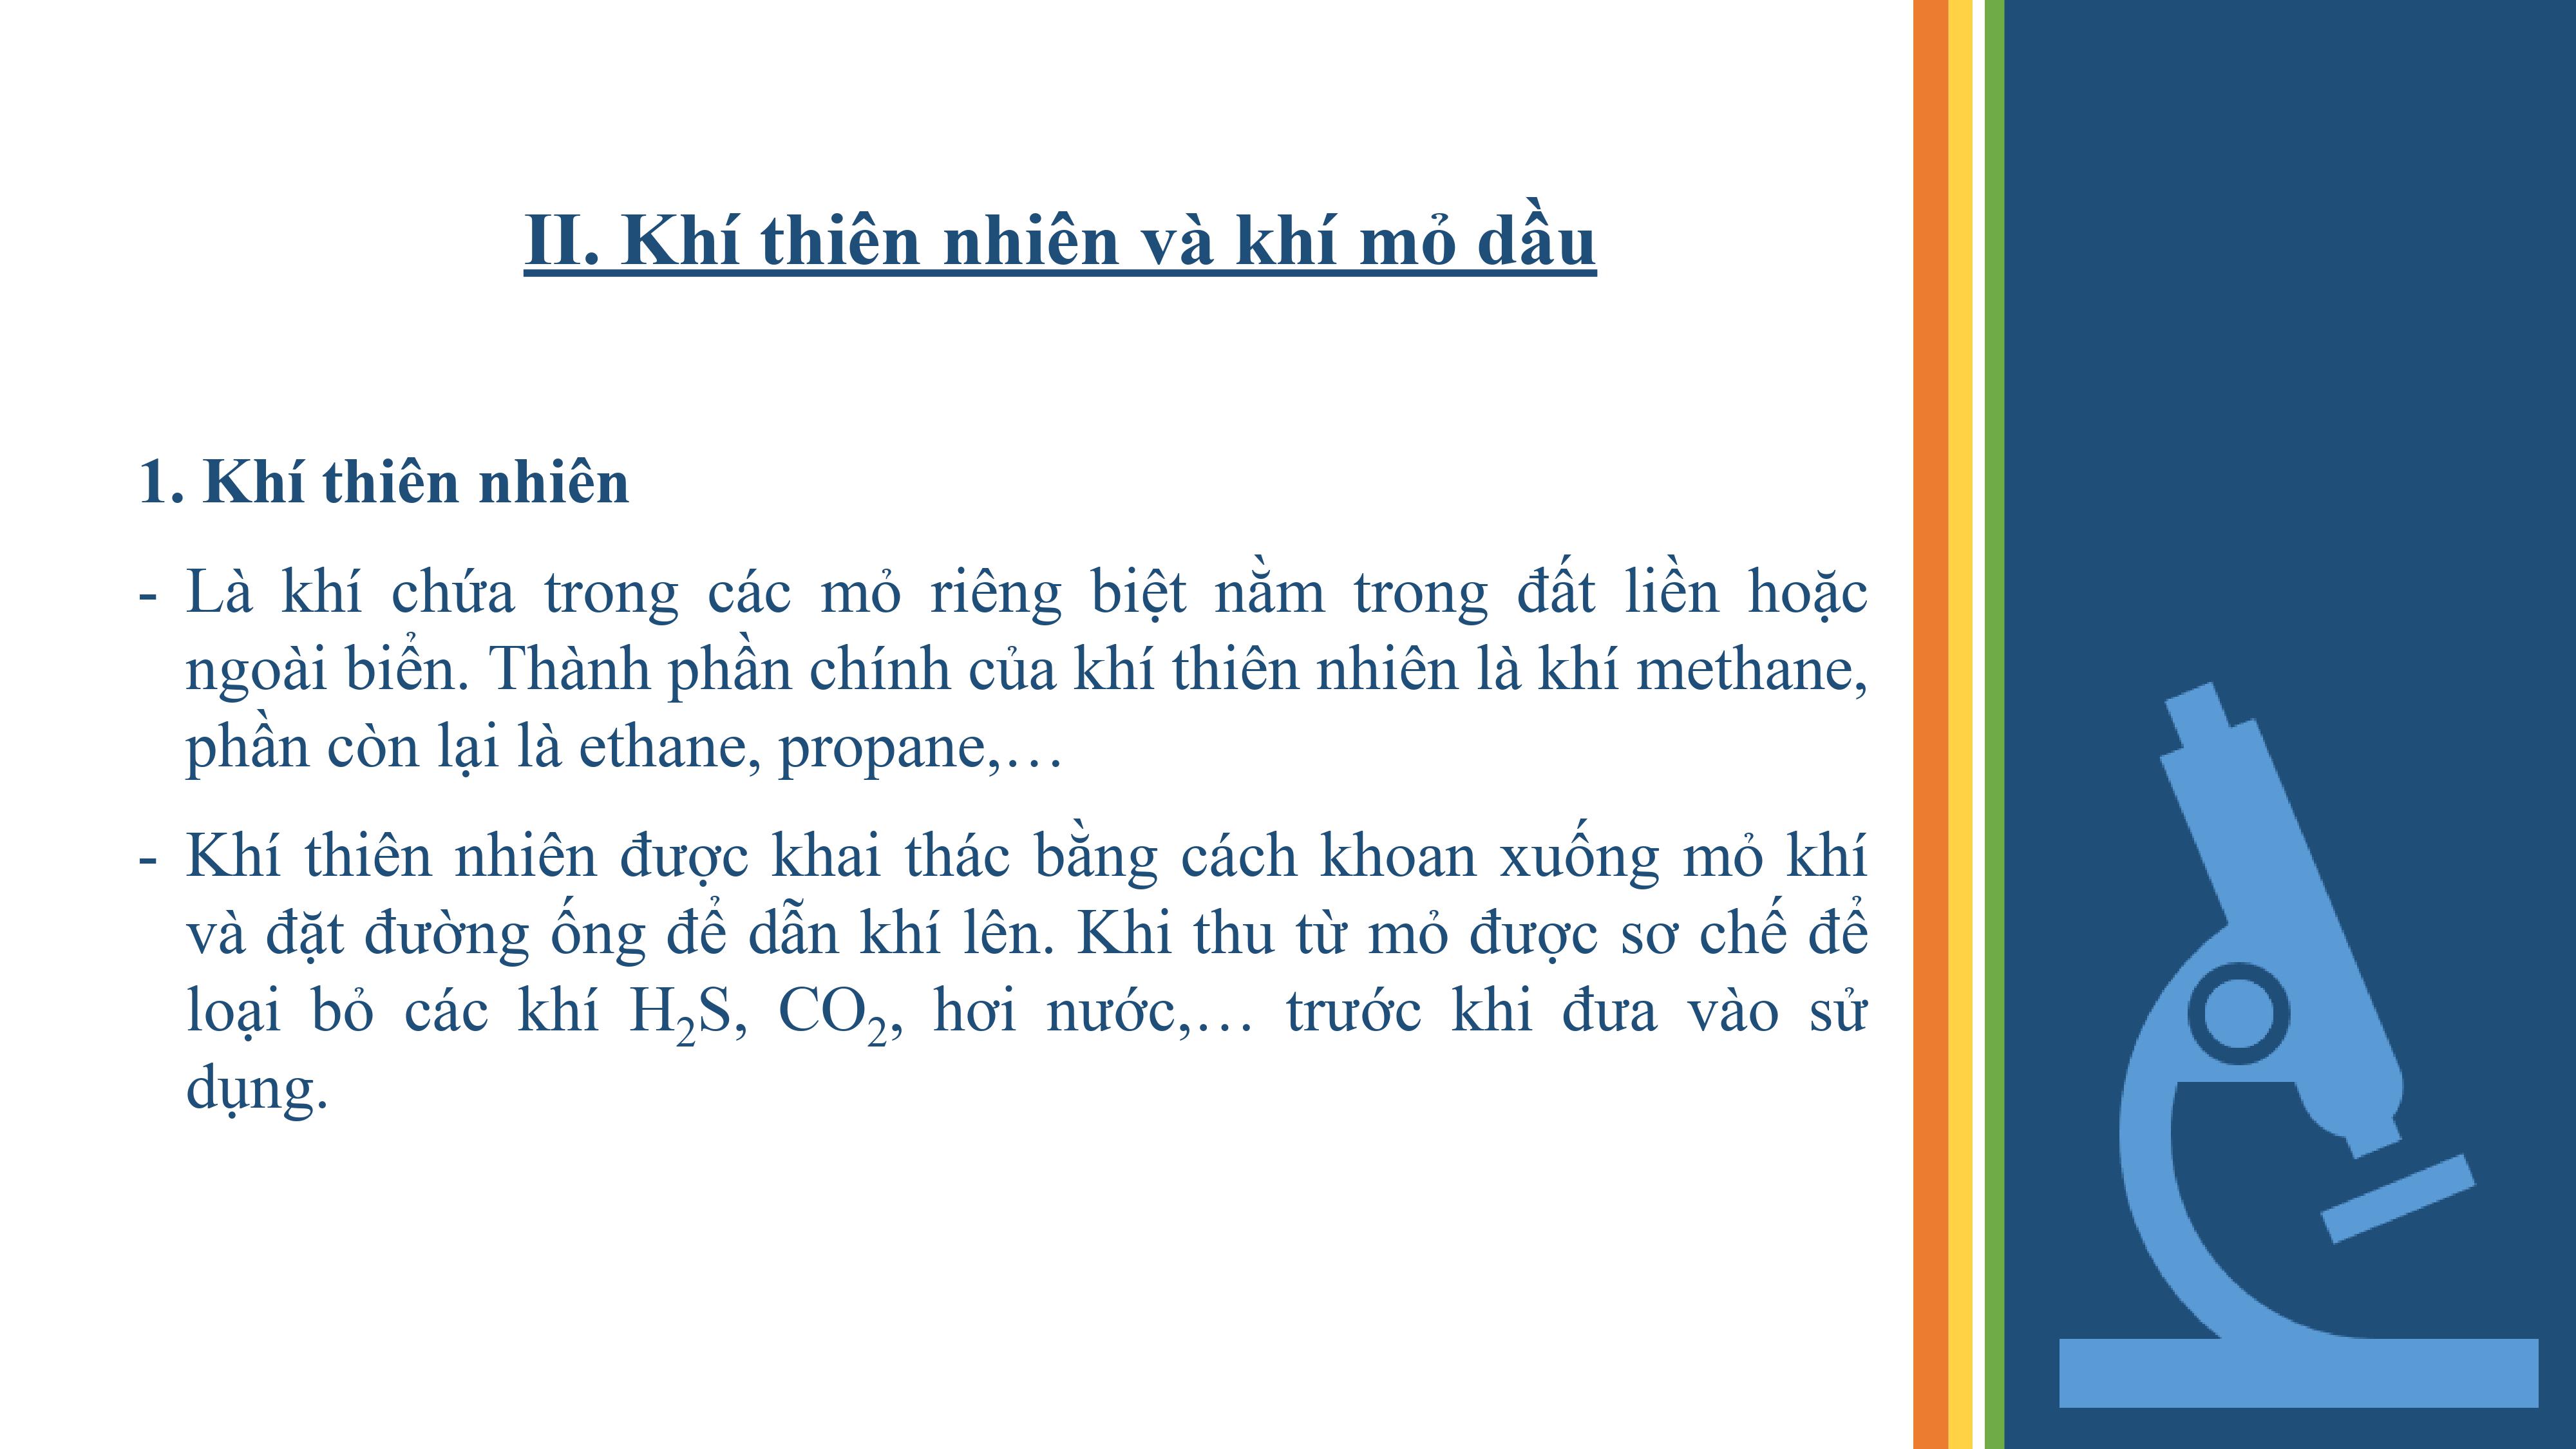 II. Khí thiên nhiên và khí mỏ dầu
1. Khí thiên nhiên
- Là khí chứa trong các mỏ riêng biệt nằm trong đất liền hoặc
ngoài biển. Thành phần chính của khí thiên nhiên là khí methane,
phần còn lại là ethane, propane,…
- Khí thiên nhiên được khai thác bằng cách khoan xuống mỏ khí
và đặt đường ống để dẫn khí lên. Khi thu từ mỏ được sơ chế để
loại bỏ các khí H₂S, CO₂, hơi nước,… trước khi đưa vào sử
dụng.